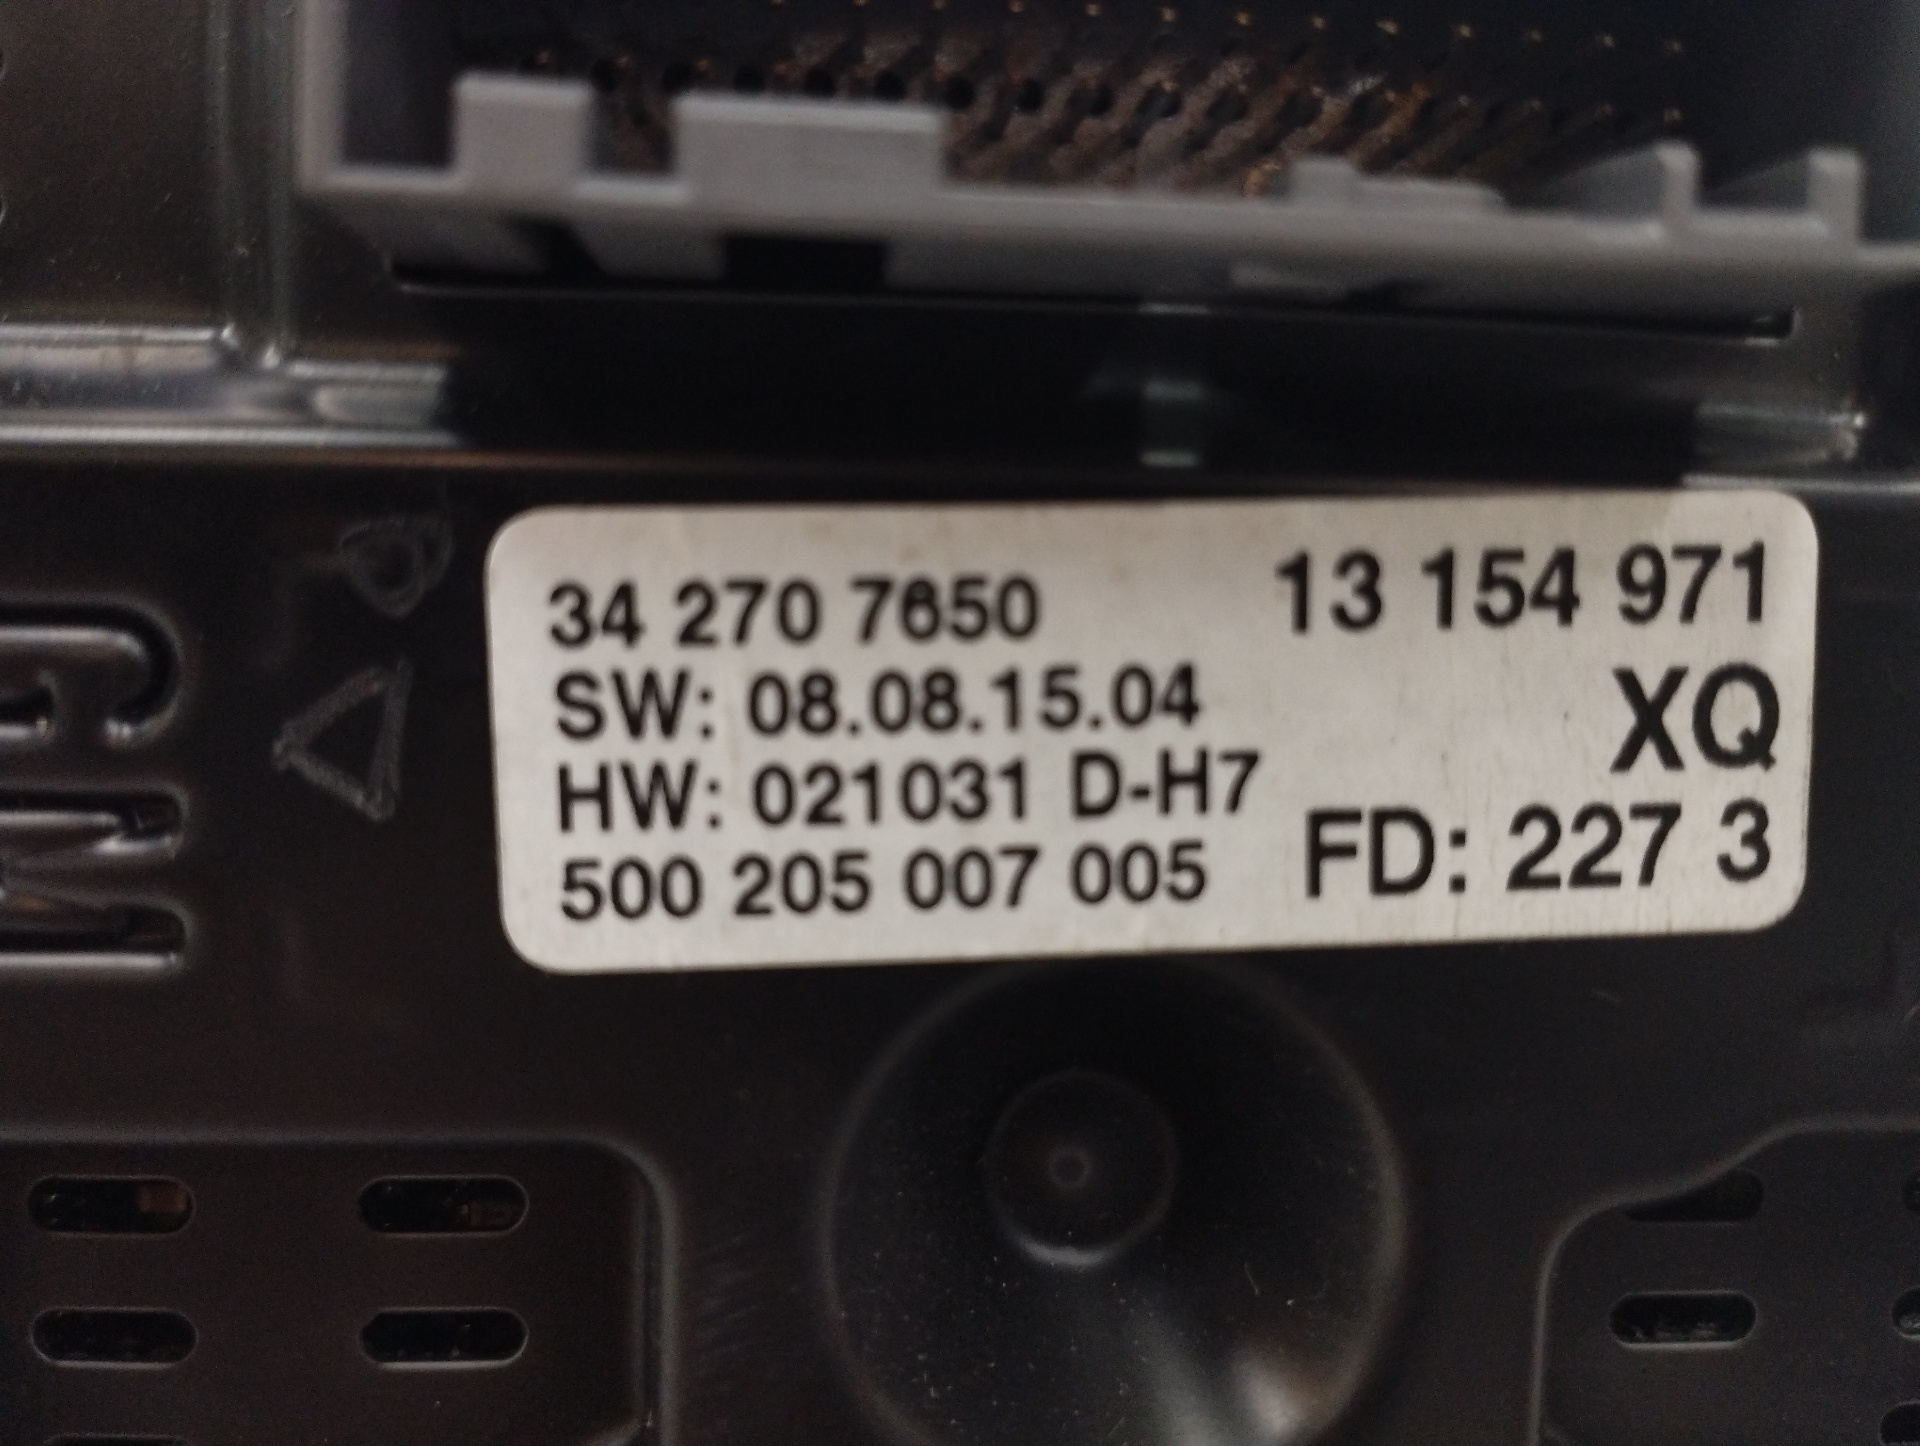 34 270 7650 13 154 971
SW: 08.08.15.04 XQ
HW: 021031 D-H7
500 205 007 005 FD: 227 3